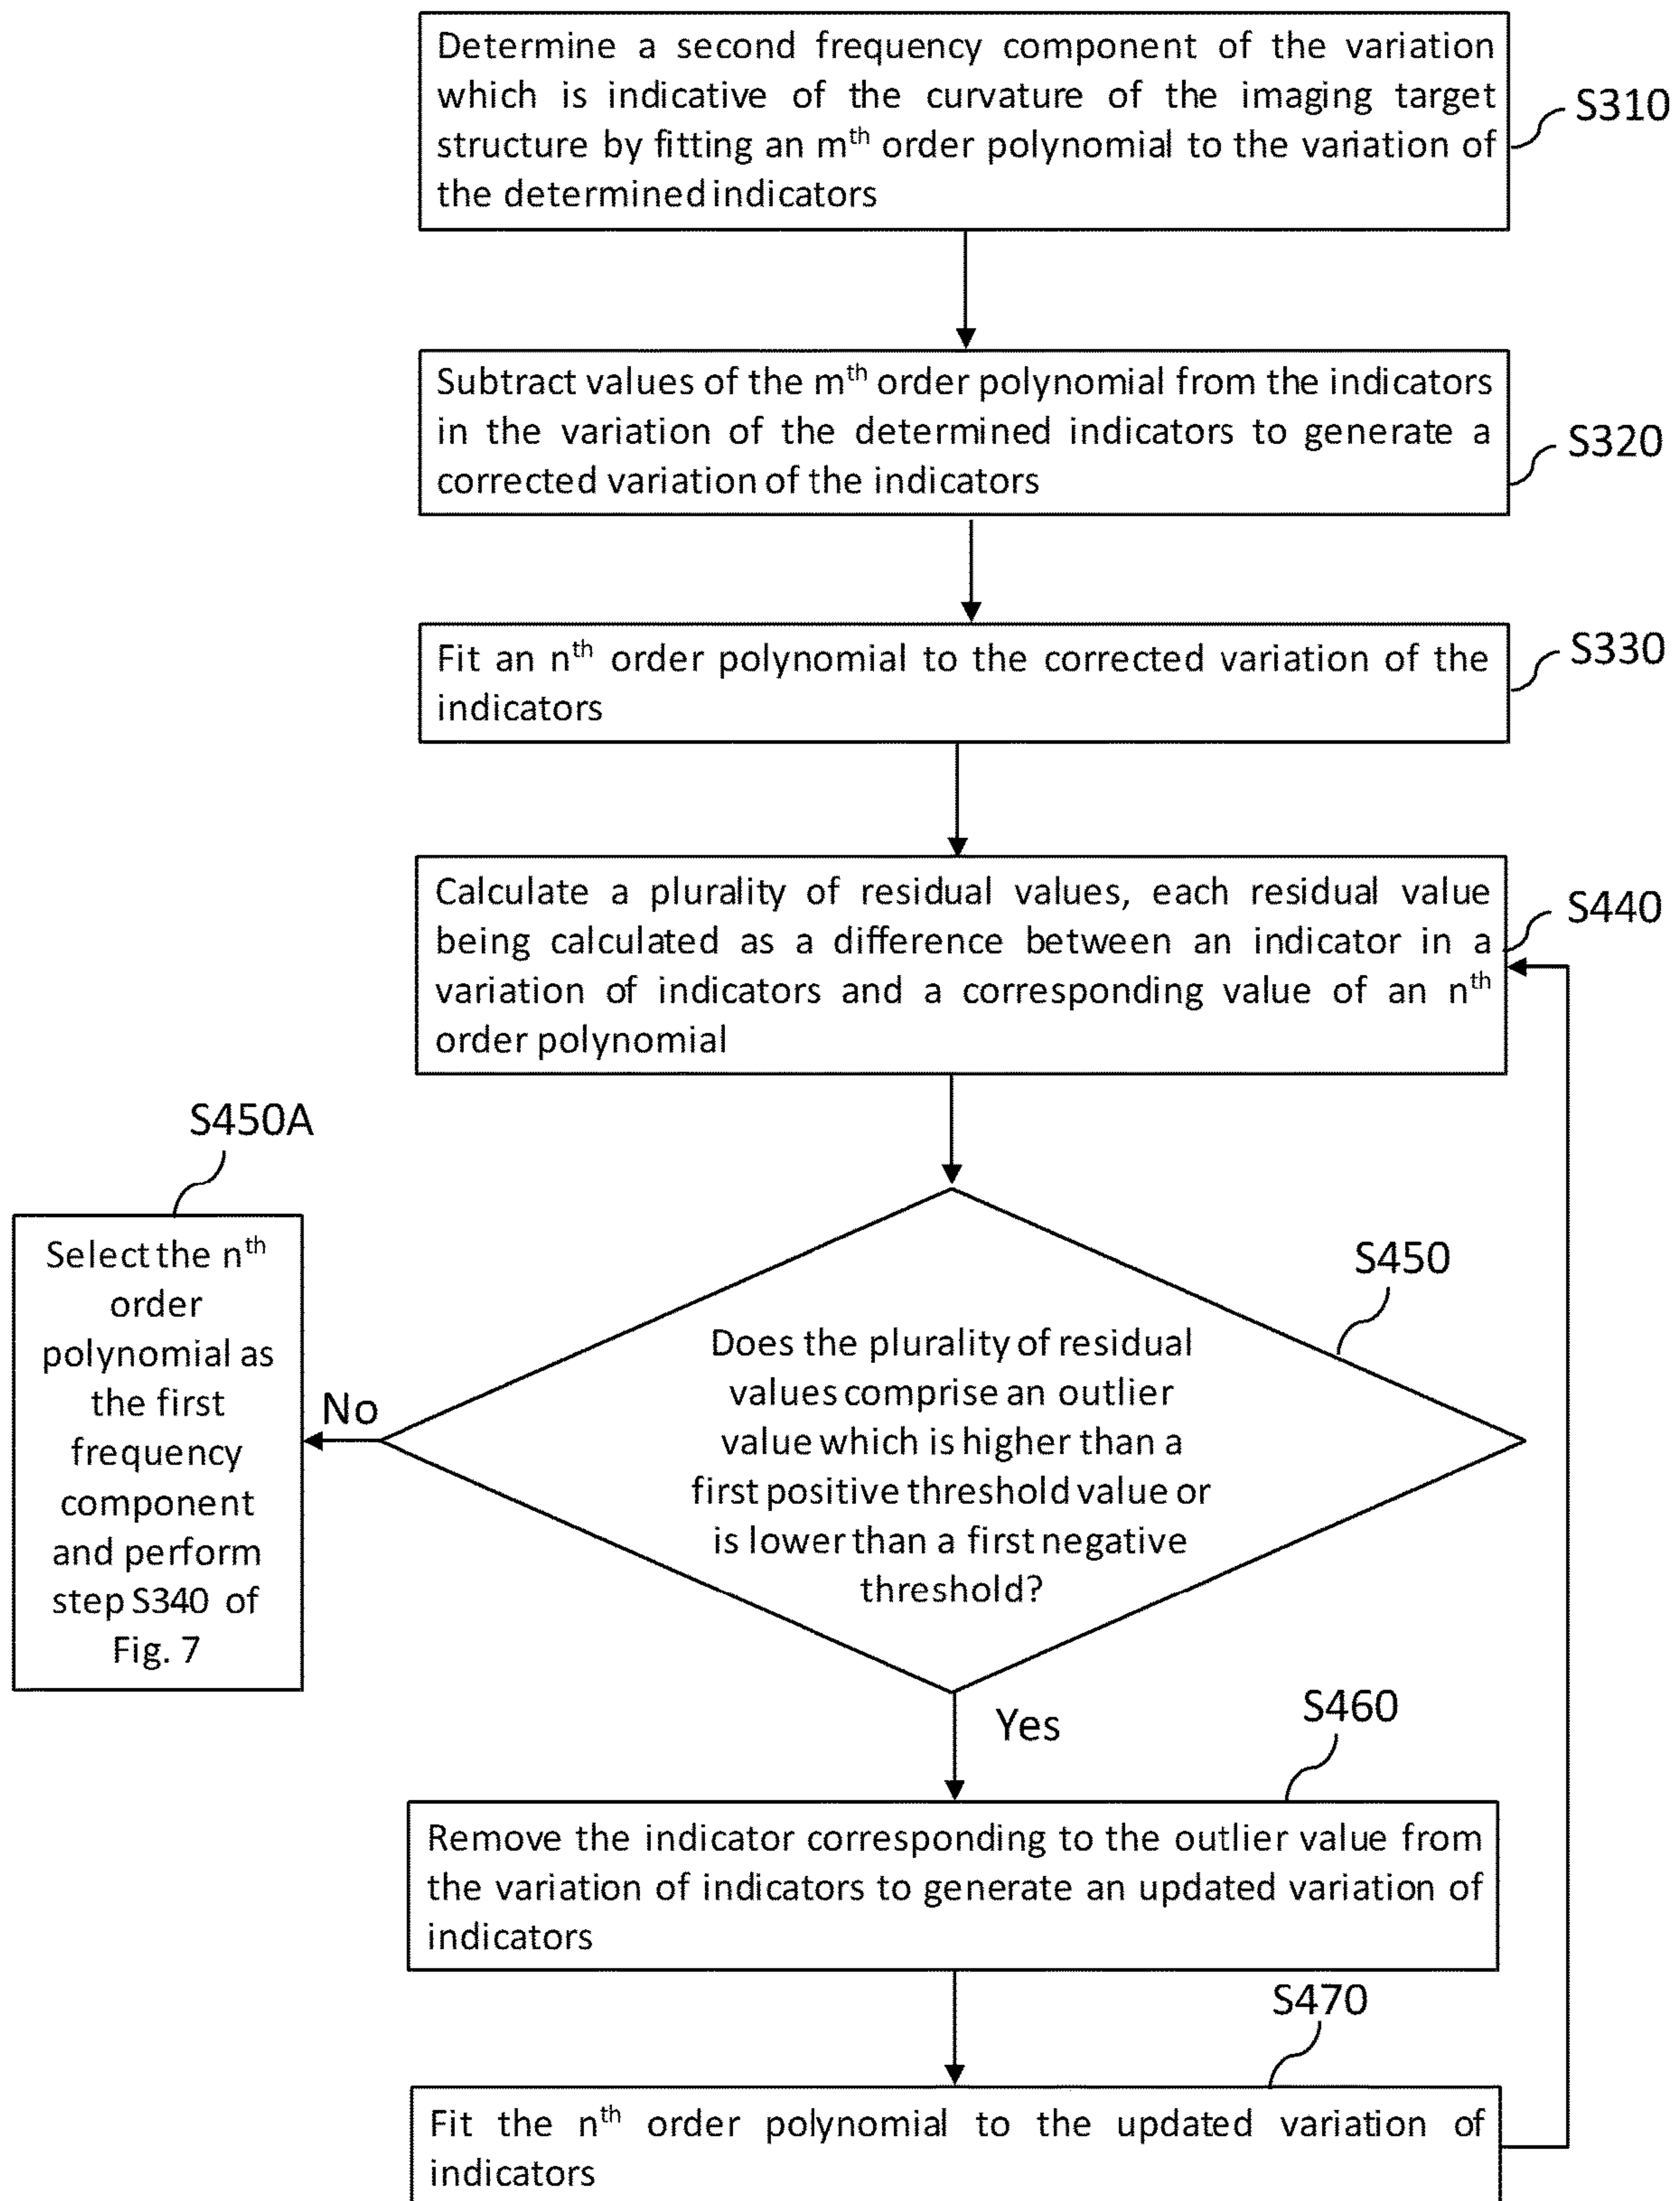 Determine a second frequency component of the variation
which is indicative of the curvature of the imaging target
structure by fitting an mth order polynomial to the variation of
the determined indicators
S310
Subtract values of the mth order polynomial from the indicators
in the variation of the determined indicators to generate a
corrected variation of the indicators
S320
Fit an nth order polynomial to the corrected variation of the
indicators
S330
Calculate a plurality of residual values, each residual value
being calculated as a difference between an indicator in a
variation of indicators and a corresponding value of an nth
order polynomial
S440
S450A
Select the nth
order
polynomial as
the first
frequency
component
and perform
step S340 of
Fig. 7
No
S450
Does the plurality of residual
values comprise an outlier
value which is higher than a
first positive threshold value or
is lower than a first negative
threshold?
Yes
S460
Remove the indicator corresponding to the outlier value from
the variation of indicators to generate an updated variation of
indicators
S470
Fit the nth order polynomial to the updated variation of
indicators